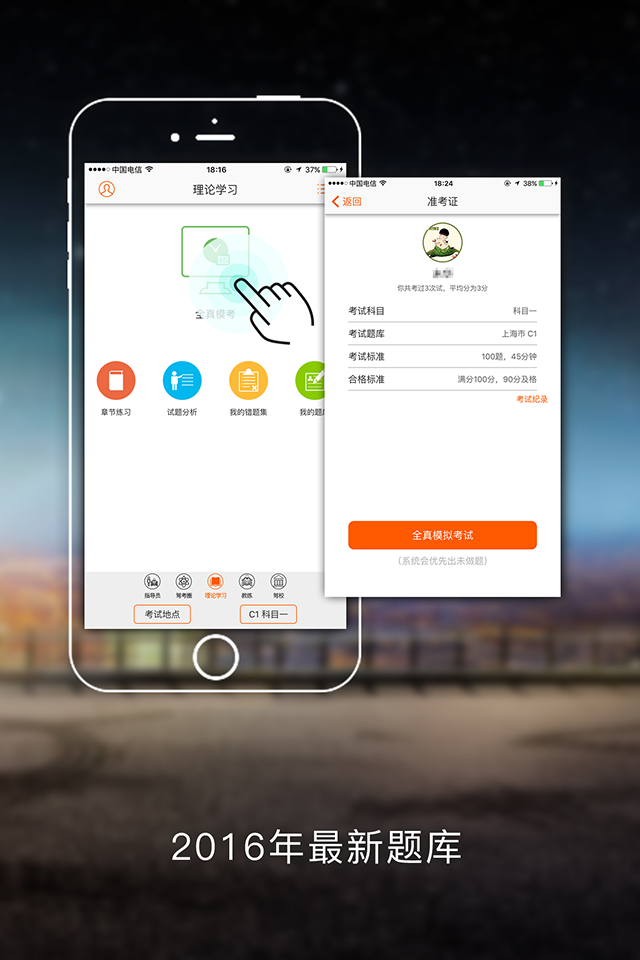 中国电信
18:16
37%
理论学习
全真模考
章节练习
试题分析
我的错题集
我的题
指导员
驾考圈
理论学习
教练
驾校
考试地点
C1 科目一
中国电信
18:24
38%
返回
准考证
你共考过3次试，平均分为3分
考试科目
科目一
考试题库
上海市 C1
考试标准
100题，45分钟
合格标准
满分100分，90分及格
考试纪录
全真模拟考试
（系统会优先出未做题）
2016年最新题库